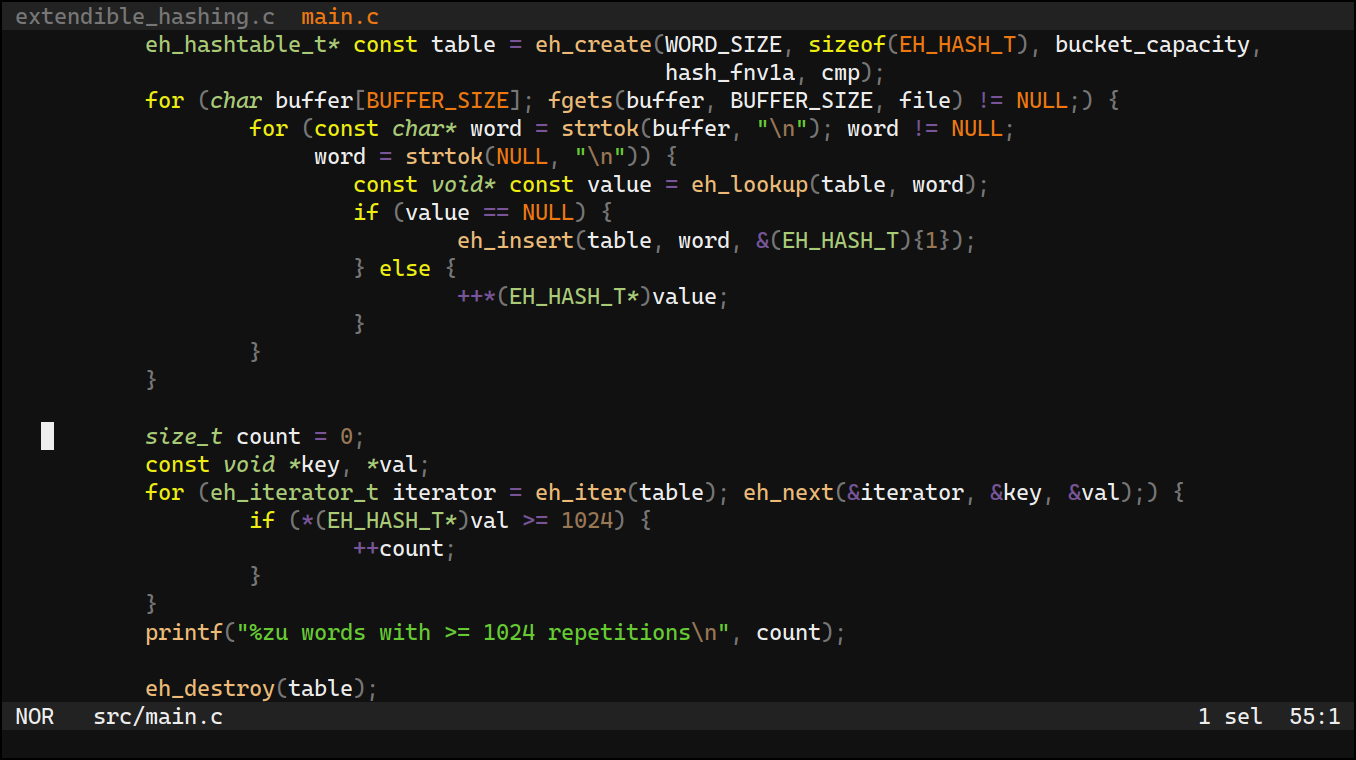 extendible_hashing.c  main.c
eh_hashtable_t* const table = eh_create(WORD_SIZE, sizeof(EH_HASH_T), bucket_capacity,
                                        hash_fnv1a, cmp);
for (char buffer[BUFFER_SIZE]; fgets(buffer, BUFFER_SIZE, file) != NULL;) {
        for (const char* word = strtok(buffer, "\n"); word != NULL;
             word = strtok(NULL, "\n")) {
                const void* const value = eh_lookup(table, word);
                if (value == NULL) {
                        eh_insert(table, word, &(EH_HASH_T){1});
                } else {
                        ++*(EH_HASH_T*)value;
                }
        }
}

size_t count = 0;
const void *key, *val;
for (eh_iterator_t iterator = eh_iter(table); eh_next(&iterator, &key, &val);) {
        if (*(EH_HASH_T*)val >= 1024) {
                ++count;
        }
}
printf("%zu words with >= 1024 repetitions\n", count);

eh_destroy(table);
NOR   src/main.c   1 sel  55:1